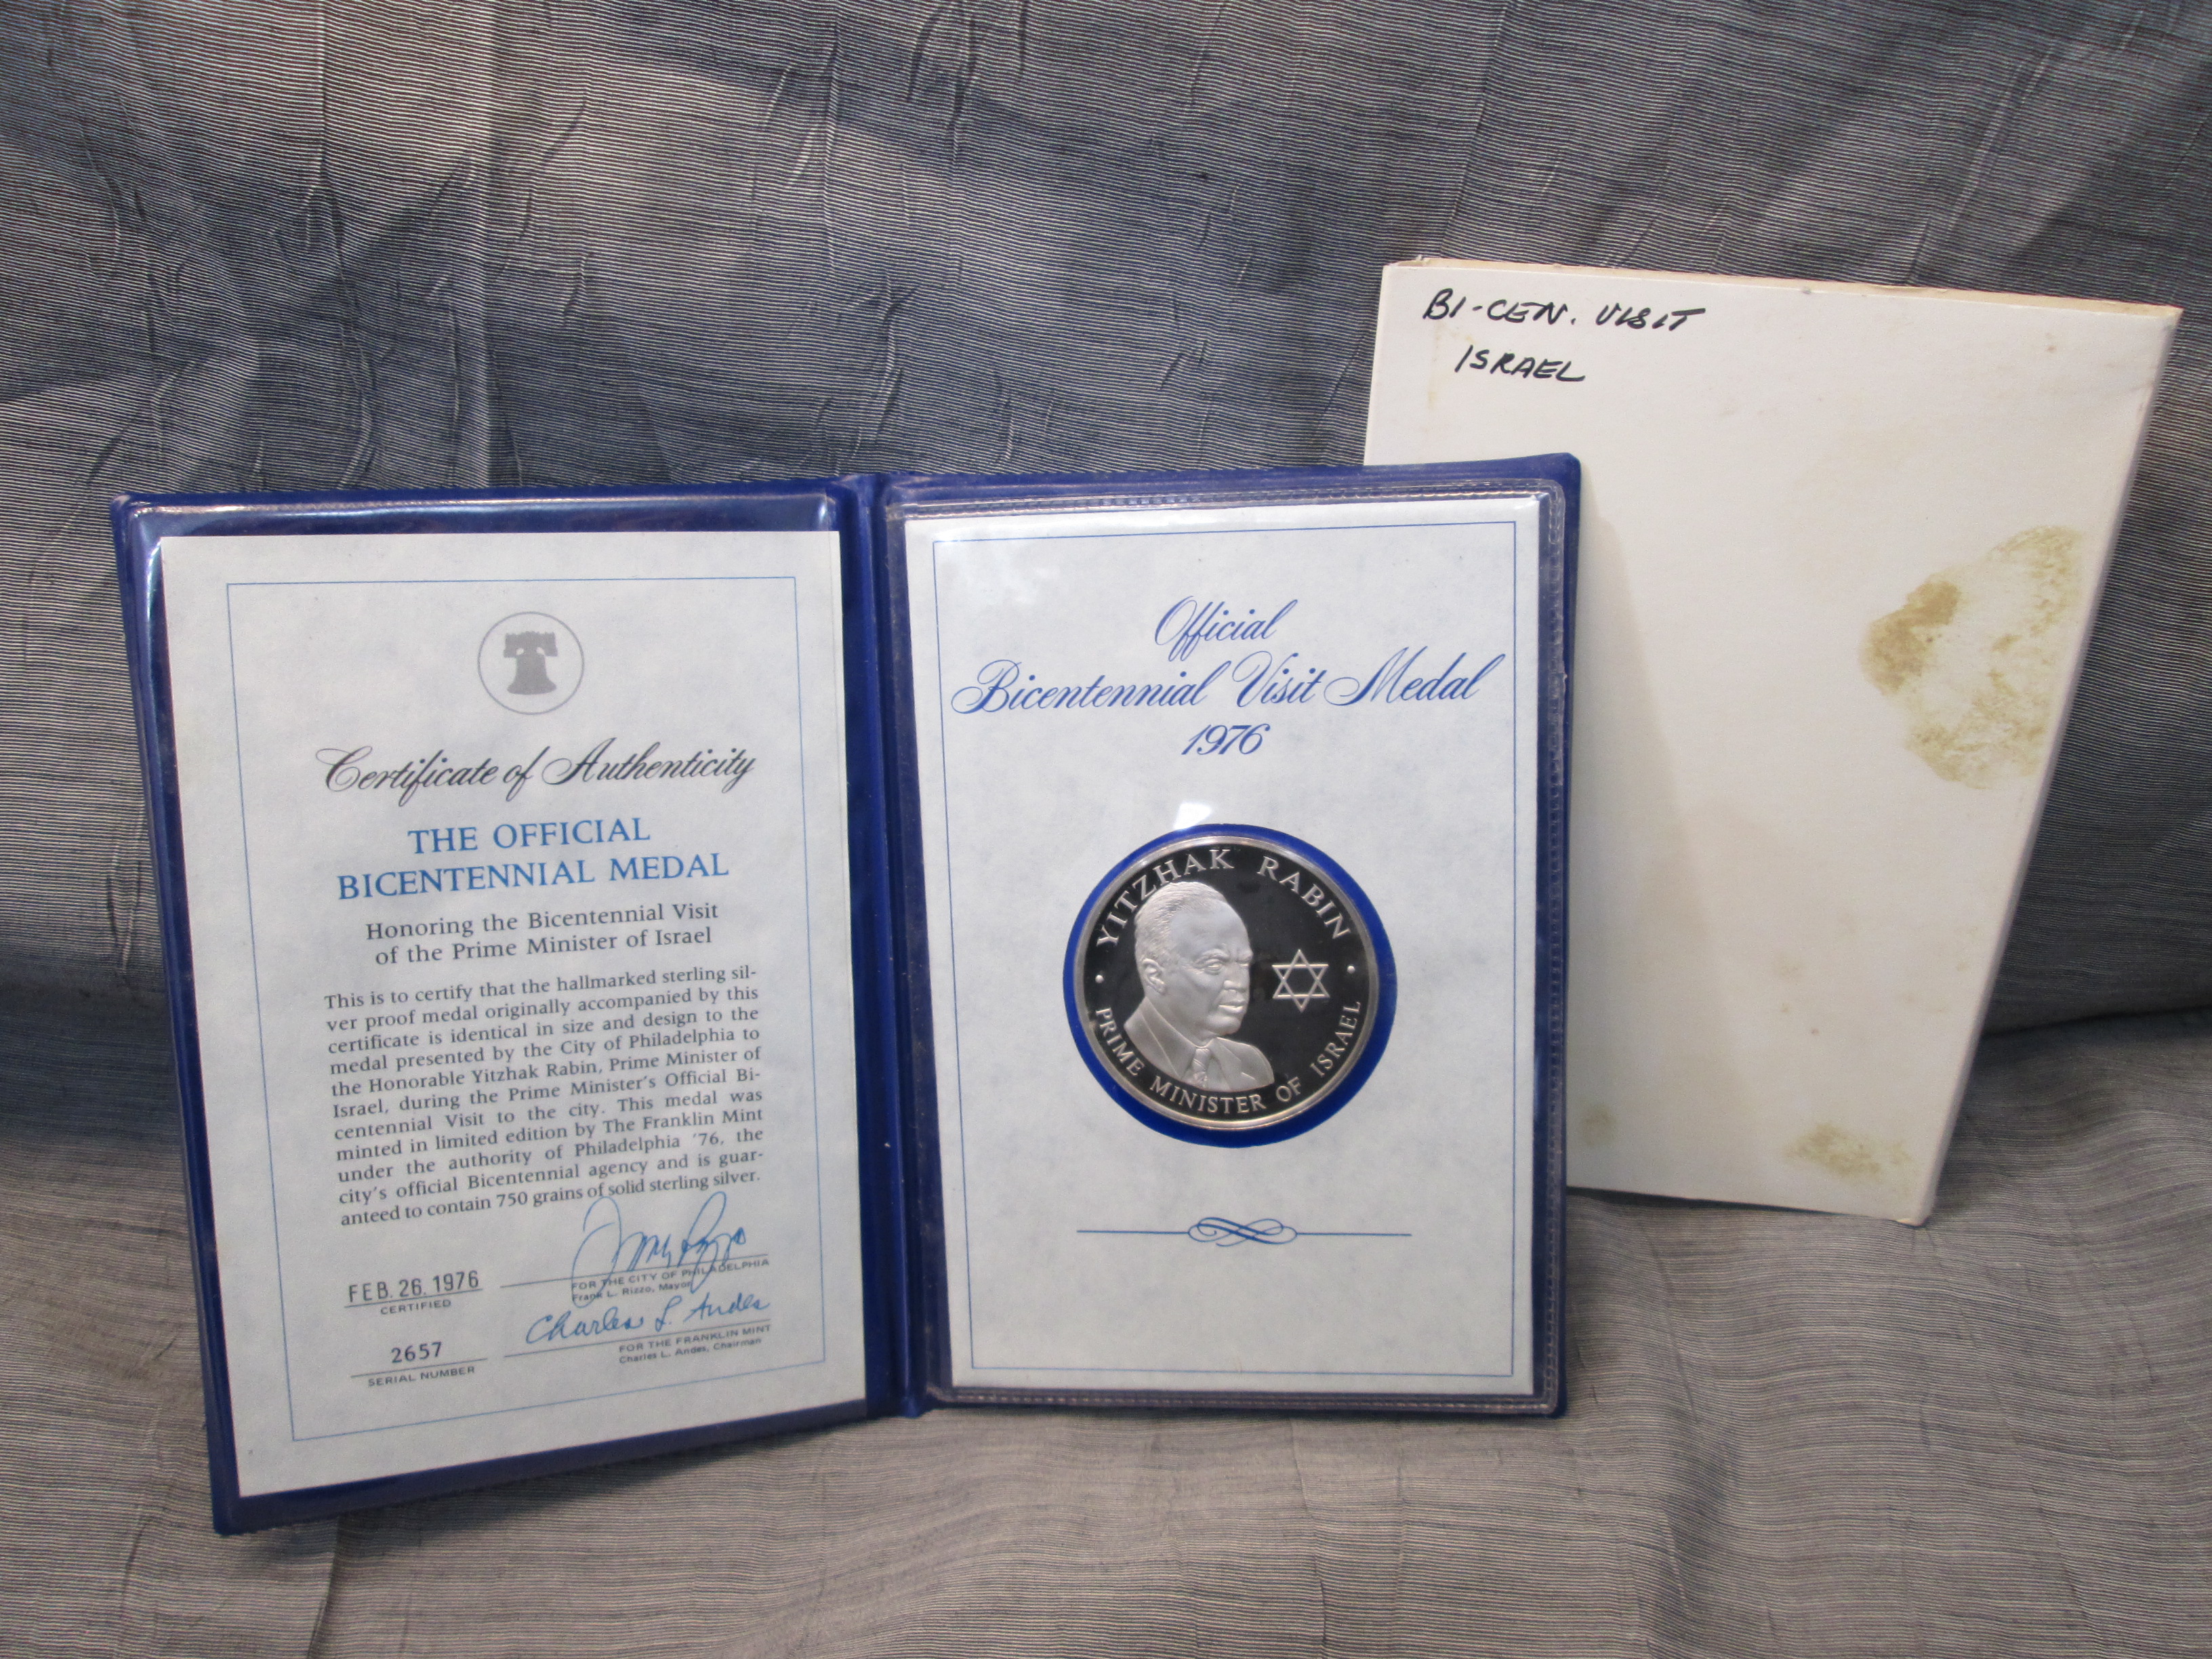 Certificate of Authenticity
THE OFFICIAL
BICENTENNIAL MEDAL
Honoring the Bicentennial Visit
of the Prime Minister of Israel
This is to certify that the hallmarked sterling sil-
ver proof medal originally accompanied by this
certificate is identical in size and design to the
medal presented by the City of Philadelphia to
the Honorable Yitzhak Rabin, Prime Minister of
Israel, during the Prime Minister's Official Bi-
centennial Visit to the city. This medal was
minted in limited edition by The Franklin Mint
under the authority of Philadelphia '76, the
city's official Bicentennial agency and is guar-
anteed to contain 750 grains of solid sterling silver.
FEB. 26. 1976
CERTIFIED
FOR THE CITY OF PHILADELPHIA
Frank L. Rizzo, Mayor
Charles L. Andes
2657
SERIAL NUMBER
FOR THE FRANKLIN MINT
Charles L. Andes, Chairman
Official
Bicentennial Visit Medal
1976
YITZHAK RABIN
PRIME MINISTER OF ISRAEL
BI-CEN. VISIT
ISRAEL